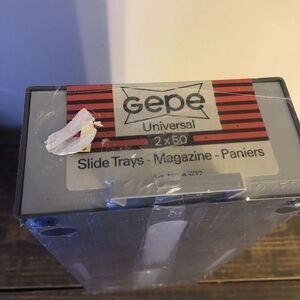 Gepe
Universal
2x50
Slide Trays - Magazine - Paniers